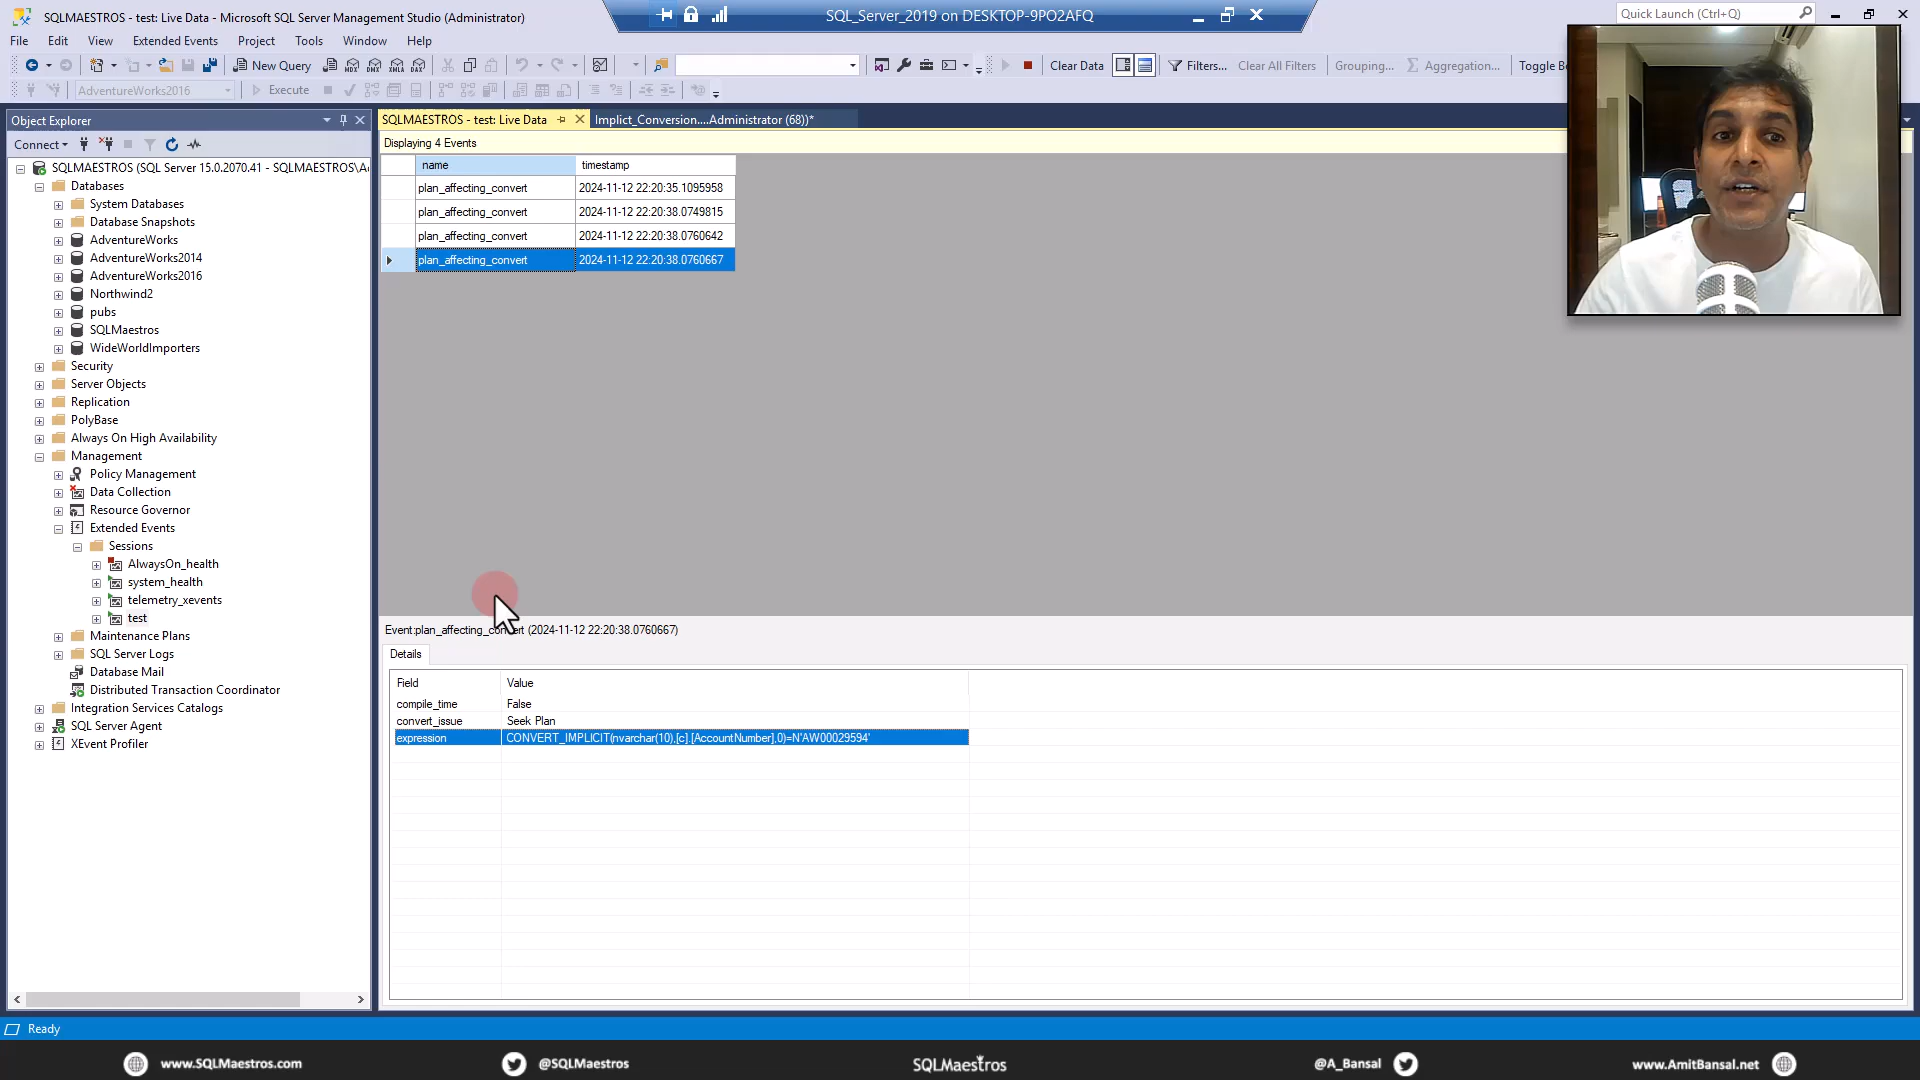 SQLMAESTROS - test: Live Data - Microsoft SQL Server Management Studio (Administrator)
SQL_Server_2019 on DESKTOP-9PO2AFQ
Quick Launch (Ctrl+Q)
File Edit View Extended Events Project Tools Window Help
New Query
MDX DMX XMLA DAX
Clear Data
Filters...
Clear All Filters
Grouping...
Aggregation...
AdventureWorks2016
Execute
Object Explorer
SQLMAESTROS - test: Live Data
Implict_Conversion....Administrator (68))*
Connect
Displaying 4 Events
SQLMAESTROS (SQL Server 15.0.2070.41 - SQLMAESTROS\A
Databases
System Databases
Database Snapshots
AdventureWorks
AdventureWorks2014
AdventureWorks2016
Northwind2
pubs
SQLMaestros
WideWorldImporters
Security
Server Objects
Replication
PolyBase
Always On High Availability
Management
Policy Management
Data Collection
Resource Governor
Extended Events
Sessions
AlwaysOn_health
system_health
telemetry_xevents
test
Maintenance Plans
SQL Server Logs
Database Mail
Distributed Transaction Coordinator
Integration Services Catalogs
SQL Server Agent
XEvent Profiler
name timestamp
plan_affecting_convert 2024-11-12 22:20:35.1095958
plan_affecting_convert 2024-11-12 22:20:38.0749815
plan_affecting_convert 2024-11-12 22:20:38.0760642
plan_affecting_convert 2024-11-12 22:20:38.0760667
Event:plan_affecting_convert (2024-11-12 22:20:38.0760667)
Details
Field Value
compile_time False
convert_issue Seek Plan
expression CONVERT_IMPLICIT(nvarchar(10),[c].[AccountNumber],0)=N'AW00029594'
Ready
www.SQLMaestros.com
@SQLMaestros
SQLMaestros
@A_Bansal
www.AmitBansal.net